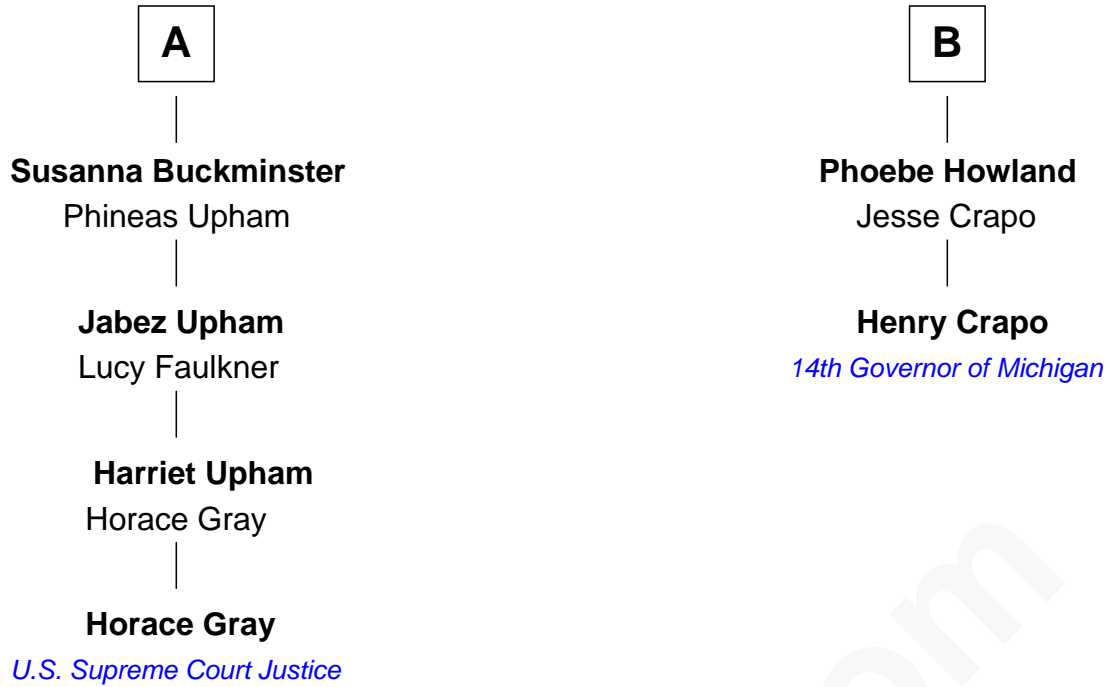 A
Susanna Buckminster
Phineas Upham
Jabez Upham
Lucy Faulkner
Harriet Upham
Horace Gray
Horace Gray
U.S. Supreme Court Justice
B
Phoebe Howland
Jesse Crapo
Henry Crapo
14th Governor of Michigan
om